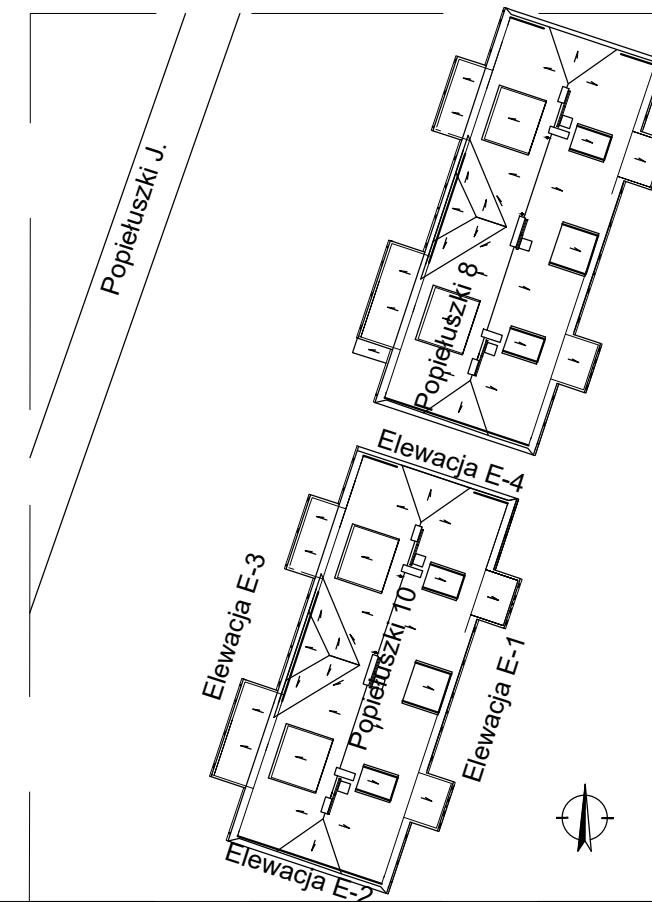 Popiełuszki J.
Popiełuszki 8
Elewacja E-4
Elewacja E-3
Popiełuszki 10
Elewacja E-1
Elewacja E-2